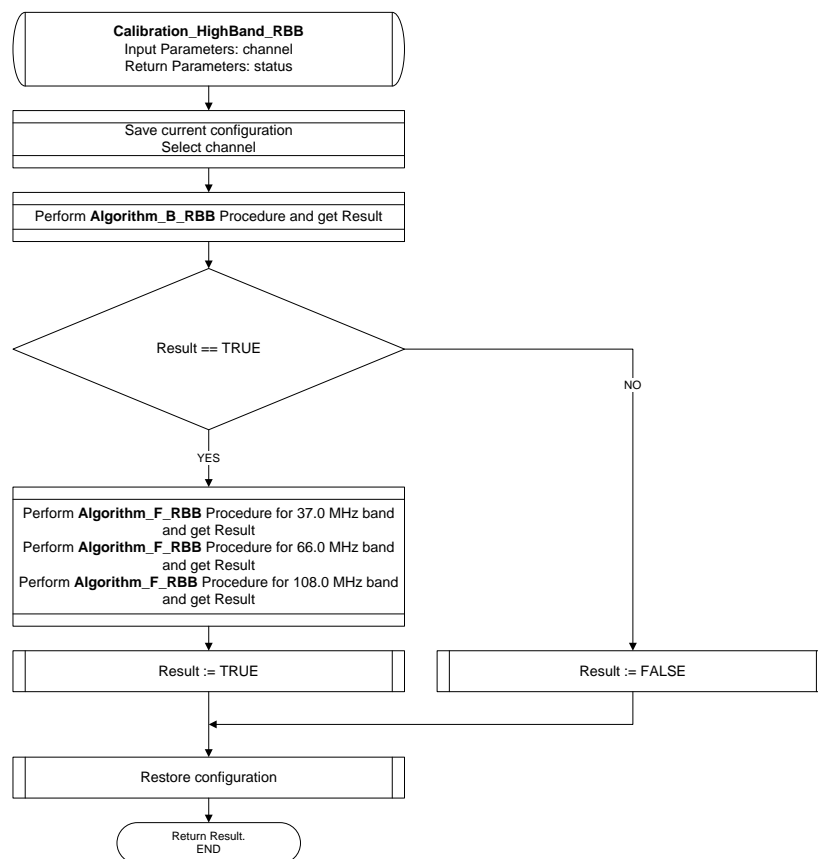 Calibration_HighBand_RBB
Input Parameters: channel
Return Parameters: status
Save current configuration
Select channel
Perform Algorithm_B_RBB Procedure and get Result
Result == TRUE
NO
YES
Perform Algorithm_F_RBB Procedure for 37.0 MHz band
and get Result
Perform Algorithm_F_RBB Procedure for 66.0 MHz band
and get Result
Perform Algorithm_F_RBB Procedure for 108.0 MHz band
and get Result
Result := TRUE
Result := FALSE
Restore configuration
Return Result.
END